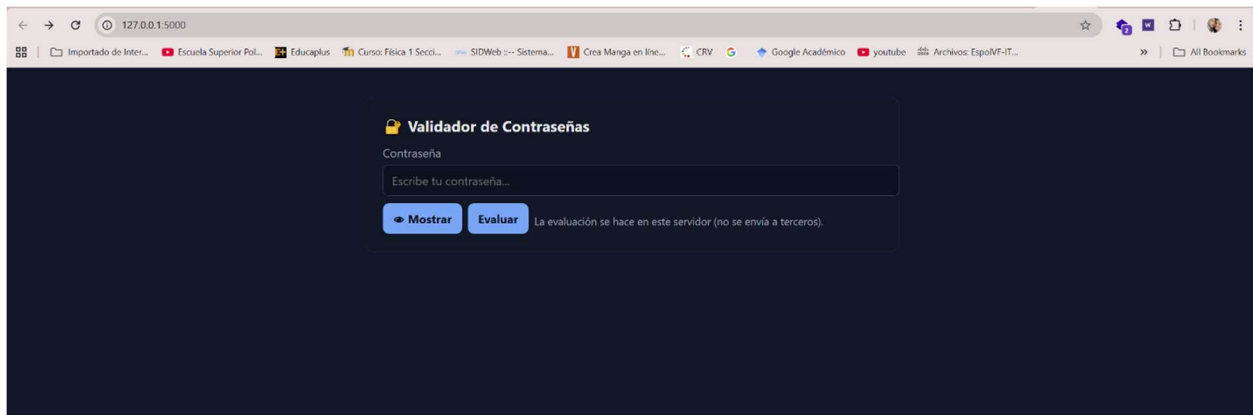 127.0.0.1:5000
Importado de Inter... Escuela Superior Pol... Educaplus Curso: Física 1 Secci... SIDWeb ::-- Sistema... Crea Manga en líne... CRV G Google Académico youtube Archivos: EspolVF-IT... » All Bookmarks
Validador de Contraseñas
Contraseña
Escribe tu contraseña...
Mostrar Evaluar La evaluación se hace en este servidor (no se envía a terceros).